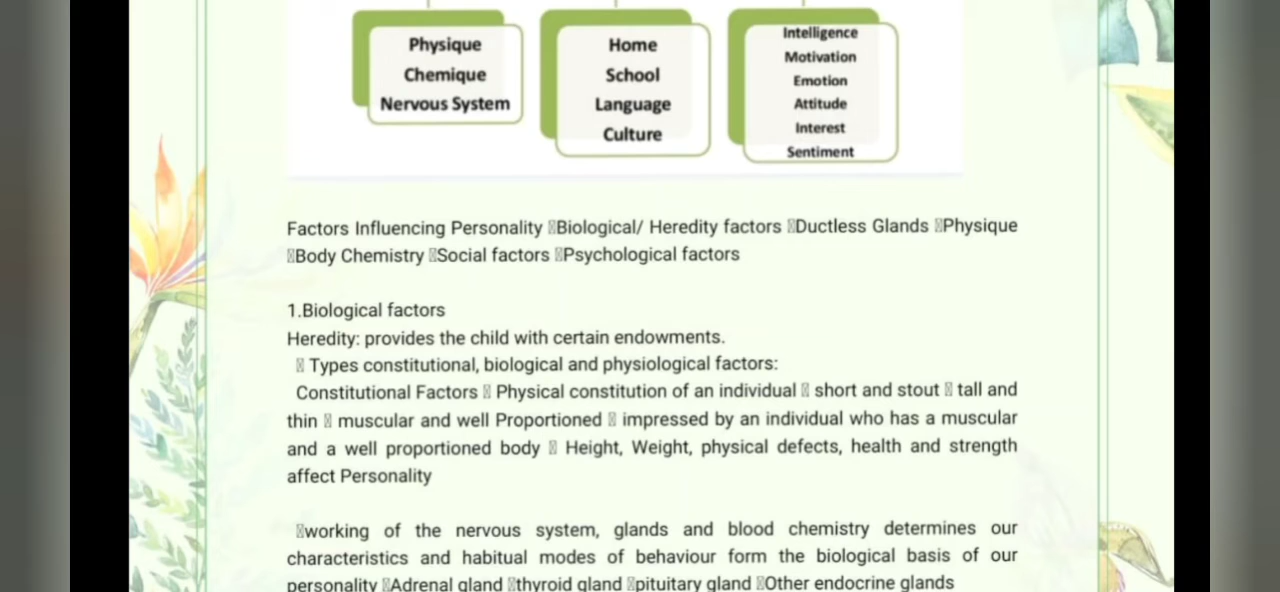 Physique
Chemique
Nervous System
Home
School
Language
Culture
Intelligence
Motivation
Emotion
Attitude
Interest
Sentiment
Factors Influencing Personality Biological/ Heredity factors Ductless Glands Physique
Body Chemistry Social factors Psychological factors
1.Biological factors
Heredity: provides the child with certain endowments.
Types constitutional, biological and physiological factors:
Constitutional Factors Physical constitution of an individual short and stout tall and
thin muscular and well Proportioned impressed by an individual who has a muscular
and a well proportioned body Height, Weight, physical defects, health and strength
affect Personality
working of the nervous system, glands and blood chemistry determines our
characteristics and habitual modes of behaviour form the biological basis of our
personality Adrenal gland thyroid gland pituitary gland Other endocrine glands